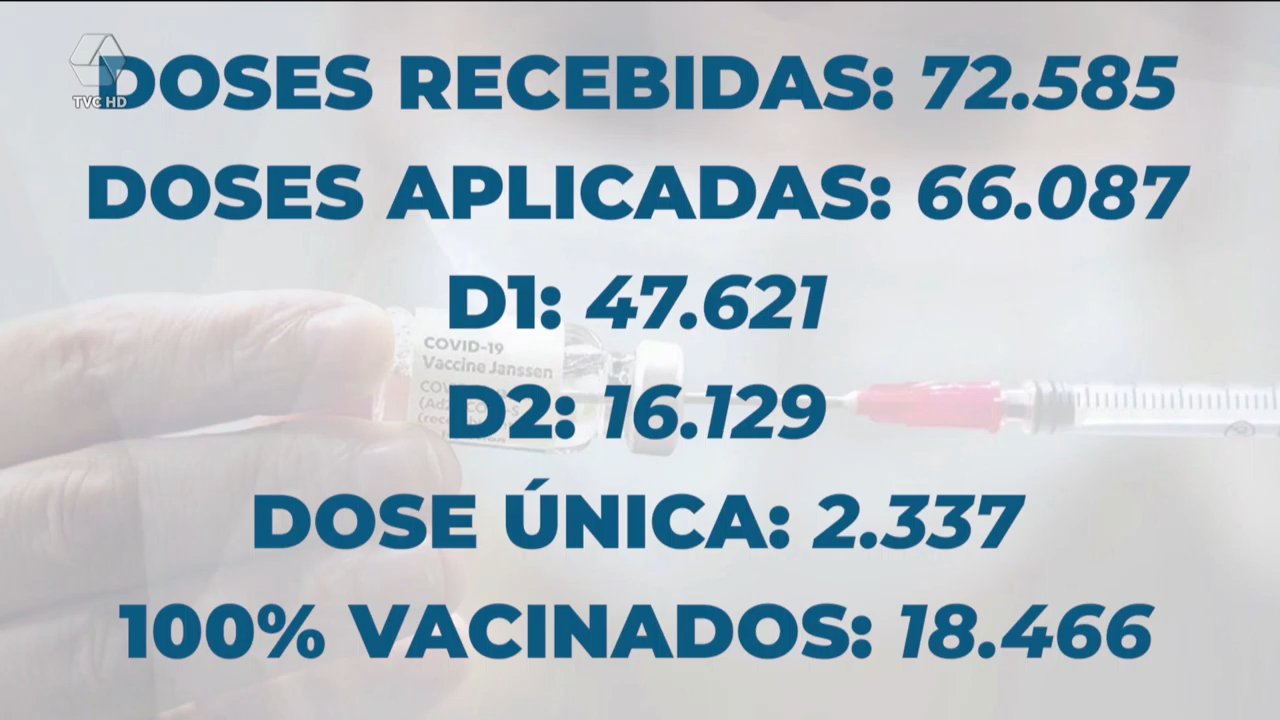 DOSES RECEBIDAS: 72.585
TVC HD
DOSES APLICADAS: 66.087
D1: 47.621
COVID-19
Vaccine Janssen
D2: 16.129
DOSE ÚNICA: 2.337
100% VACINADOS: 18.466